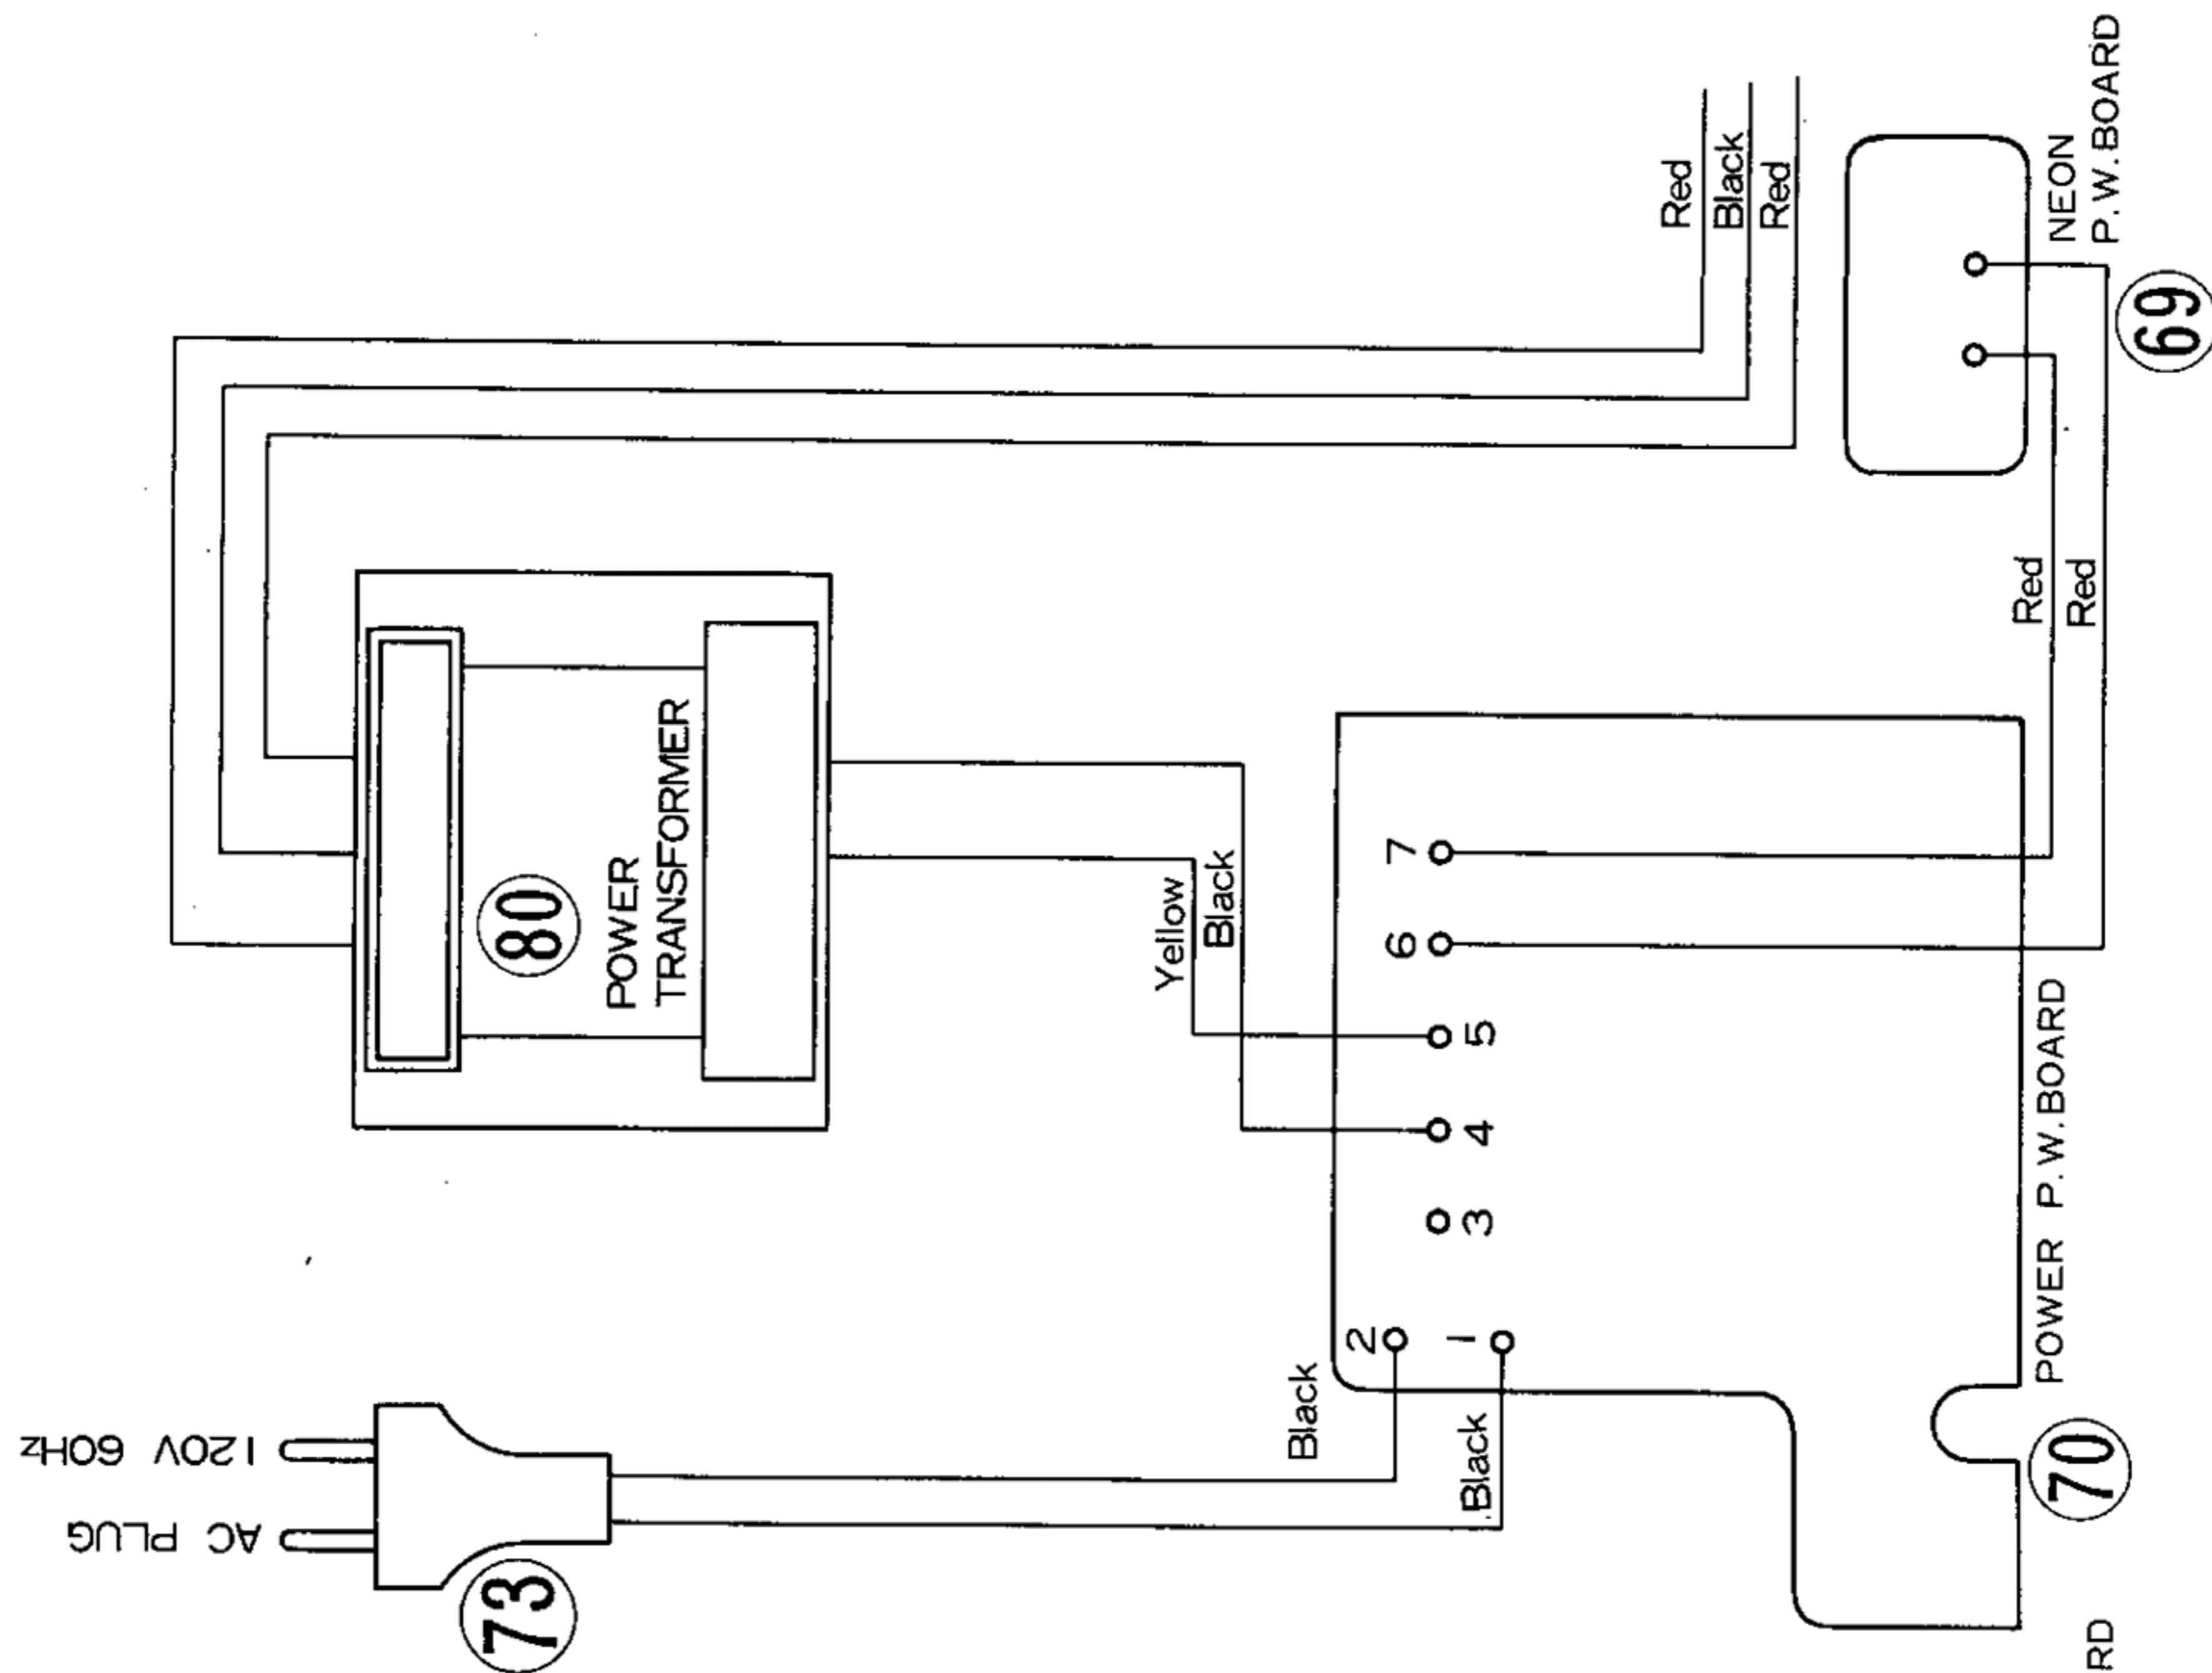 AC PLUG
120V 60Hz
73
80
POWER
TRANSFORMER
Red
Black
Red
NEON
P.W.BOARD
69
Yellow
Black
Red
Red
7
6
5
4
3
2
1
Black
Black
POWER P.W.BOARD
70
RD